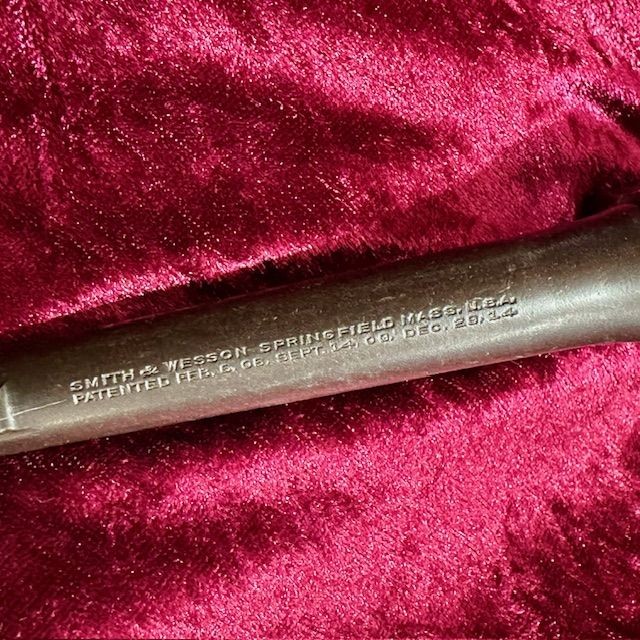 SMITH & WESSON. SPRINGFIELD MASS. U.S.A.
PATENTED FEB. 6, 06. SEPT. 14, 09. DEC. 29, 14